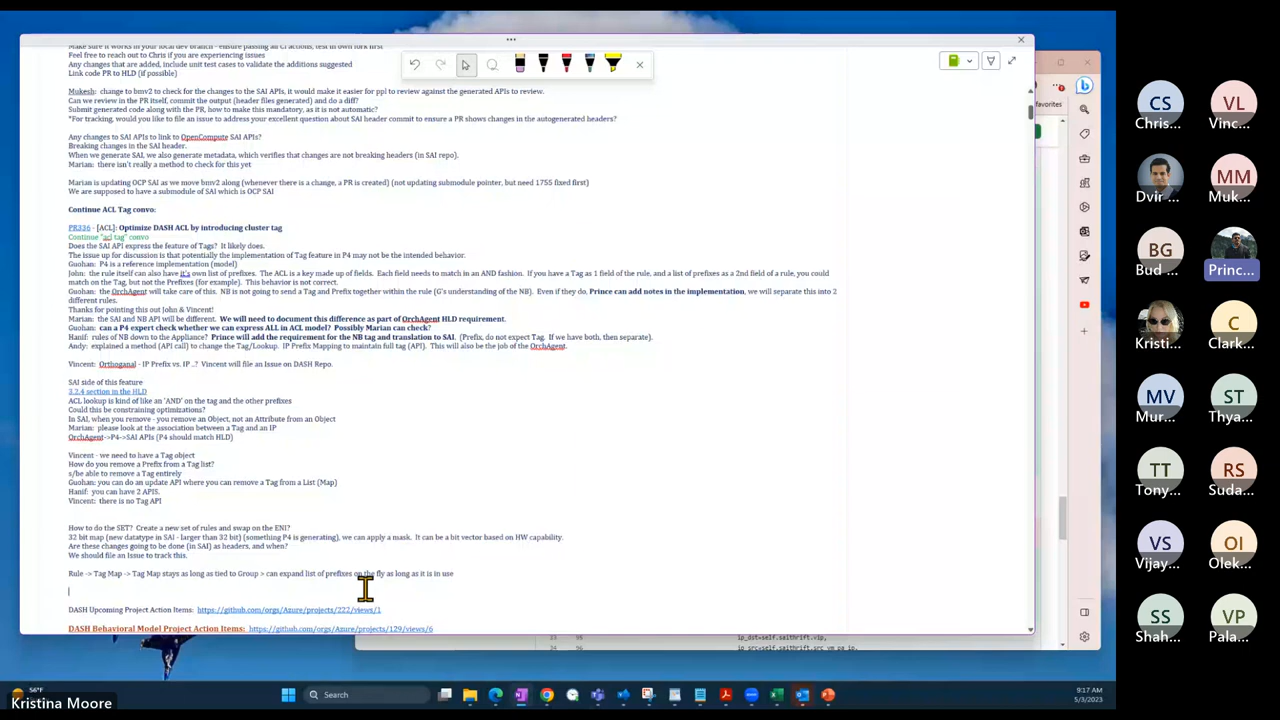 Make sure it works in your local dev branch - ensure passing all CI actions, test in own fork first
Feel free to reach out to Chris if you are experiencing issues
Any changes that are added, include unit test cases to validate the additions suggested
Link code PR to HLD (if possible)
Mukesh: change to bmv2 to check for the changes to the SAI APIs, it would make it easier for ppl to review against the generated APIs to review.
Can we review in the PR itself, commit the output (header files generated) and do a diff?
Submit generated code along with the PR, how to make this mandatory, as it is not automatic?
*For tracking, would you like to file an issue to address your excellent question about SAI header commit to ensure a PR shows changes in the autogenerated headers?
Any changes to SAI APIs to link to OpenCompute SAI APIs?
Breaking changes in the SAI header.
When we generate SAI, we also generate metadata, which verifies that changes are not breaking headers (in SAI repo).
Marian: there isn't really a method to check for this yet
Marian is updating OCP SAI as we move bmv2 along (whenever there is a change, a PR is created) (not updating submodule pointer, but need 1755 fixed first)
We are supposed to have a submodule of SAI which is OCP SAI
Continue ACL Tag convo:
PR336 - [ACL]: Optimize DASH ACL by introducing cluster tag
Continue "acl tag" convo
Does the SAI API express the feature of Tags? It likely does.
The issue up for discussion is that potentially the implementation of Tag feature in P4 may not be the intended behavior.
Guohan: P4 is a reference implementation (model)
John: the rule itself can also have it's own list of prefixes. The ACL is a key made up of fields. Each field needs to match in an AND fashion. If you have a Tag as 1 field of the rule, and a list of prefixes as a 2nd field of a rule, you could
match on the Tag, but not the Prefixes (for example). This behavior is not correct.
Guohan: the OrchAgent will take care of this. NB is not going to send a Tag and Prefix together within the rule (G's understanding of the NB). Even if they do, Prince can add notes in the implementation, we will separate this into 2
different rules.
Thanks for pointing this out John & Vincent!
Marian: the SAI and NB API will be different. We will need to document this difference as part of OrchAgent HLD requirement.
Guohan: can a P4 expert check whether we can express ALL in ACL model? Possibly Marian can check?
Hanif: rules of NB down to the Appliance? Prince will add the requirement for the NB tag and translation to SAI. (Prefix, do not expect Tag. If we have both, then separate).
Andy: explained a method (API call) to change the Tag/Lookup. IP Prefix Mapping to maintain full tag (API). This will also be the job of the OrchAgent.
Vincent: Orthoganal - IP Prefix vs. IP ..? Vincent will file an Issue on DASH Repo.
SAI side of this feature
3.2.4 section in the HLD
ACL lookup is kind of like an 'AND' on the tag and the other prefixes
Could this be constraining optimizations?
In SAI, when you remove - you remove an Object, not an Attribute from an Object
Marian: please look at the association between a Tag and an IP
OrchAgent->P4->SAI APIs (P4 should match HLD)
Vincent - we need to have a Tag object
How do you remove a Prefix from a Tag list?
s/be able to remove a Tag entirely
Guohan: you can do an update API where you can remove a Tag from a List (Map)
Hanif: you can have 2 APIS.
Vincent: there is no Tag API
How to do the SET? Create a new set of rules and swap on the ENI?
32 bit map (new datatype in SAI - larger than 32 bit) (something P4 is generating), we can apply a mask. It can be a bit vector based on HW capability.
Are these changes going to be done (in SAI) as headers, and when?
We should file an Issue to track this.
Rule -> Tag Map -> Tag Map stays as long as tied to Group > can expand list of prefixes on the fly as long as it is in use
DASH Upcoming Project Action Items: https://github.com/orgs/Azure/projects/222/views/1
DASH Behavioral Model Project Action Items: https://github.com/orgs/Azure/projects/129/views/6
favorites
33 95 ip_dst=self.saithrift.vip,
34 96 ip_src=self.saithrift.src_vm_pa_ip,
CS
Chris...
VL
Vinc...
Dvir ...
MM
Muk...
BG
Bud ...
Princ...
Kristi...
C
Clark...
MV
Mur...
ST
Thya...
TT
Tony...
RS
Suda...
VS
Vijay...
OI
Olek...
SS
Shah...
VP
Pala...
56°F
Search
9:17 AM
5/3/2023
Kristina Moore